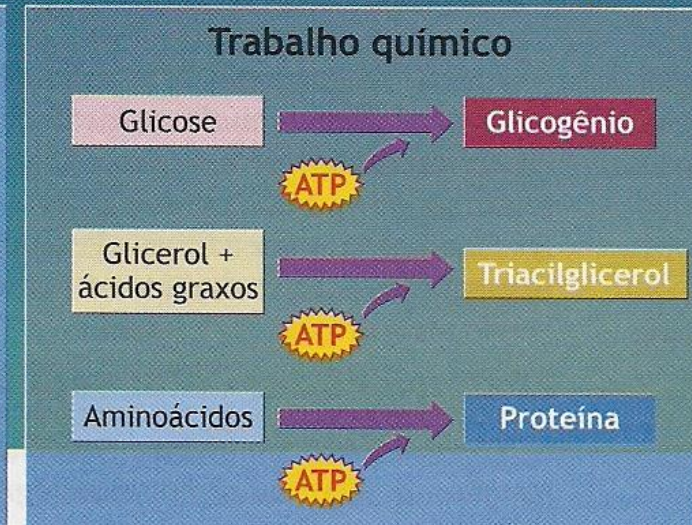 Trabalho químico
Glicose
Glicogênio
ATP
Glicerol +
ácidos graxos
Triacilglicerol
ATP
Aminoácidos
Proteína
ATP